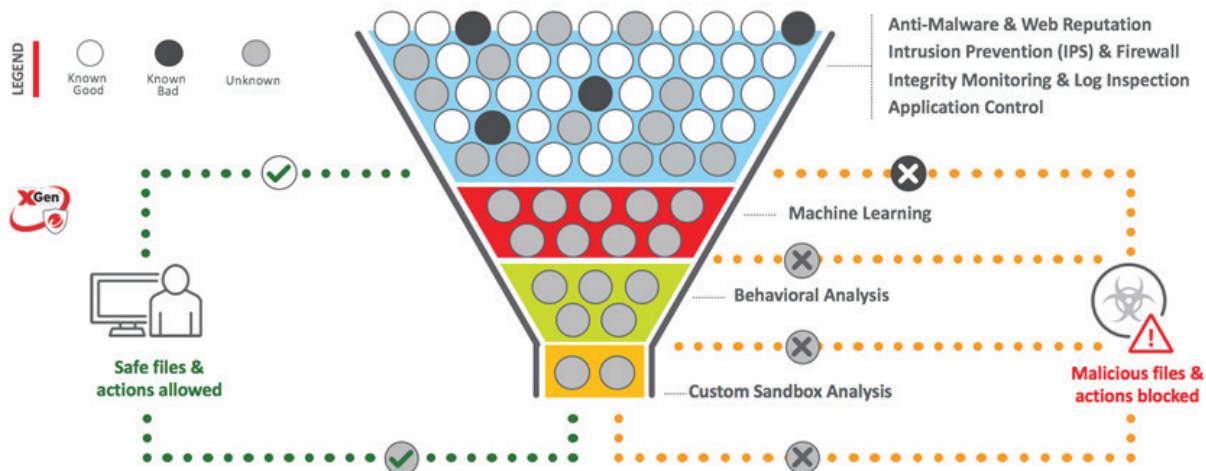 LEGEND
Known
Good
Known
Bad
Unknown
Anti-Malware & Web Reputation
Intrusion Prevention (IPS) & Firewall
Integrity Monitoring & Log Inspection
Application Control
XGen
Machine Learning
Behavioral Analysis
Safe files &
actions allowed
Custom Sandbox Analysis
!
Malicious files &
actions blocked